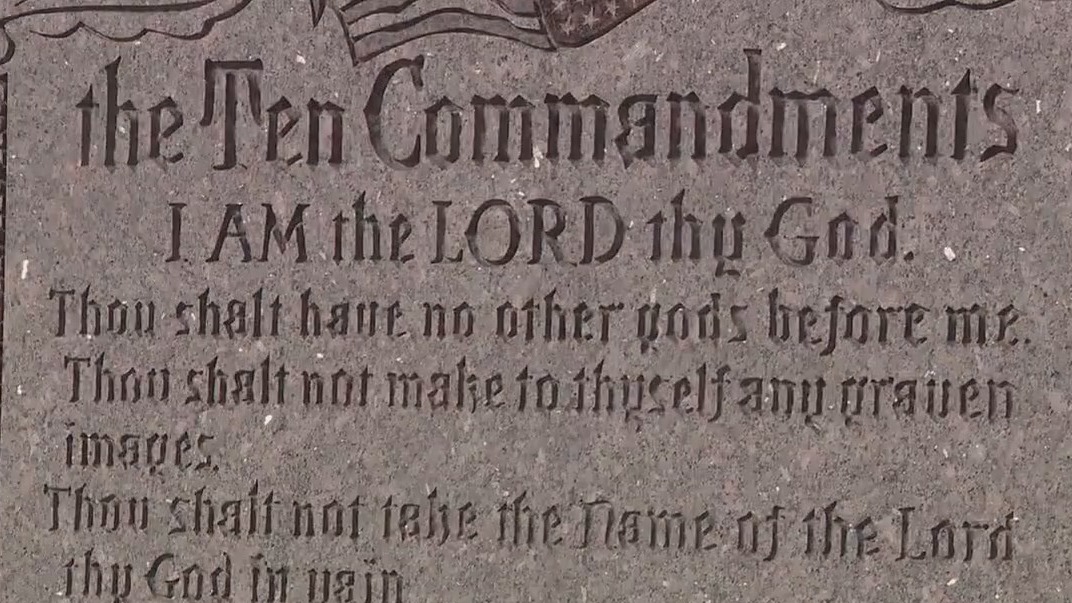 the Ten Commandments
I AM the LORD thy God.
Thou shalt have no other gods before me.
Thou shalt not make to thyself any graven
images.
Thou shalt not take the Name of the Lord
thy God in vain